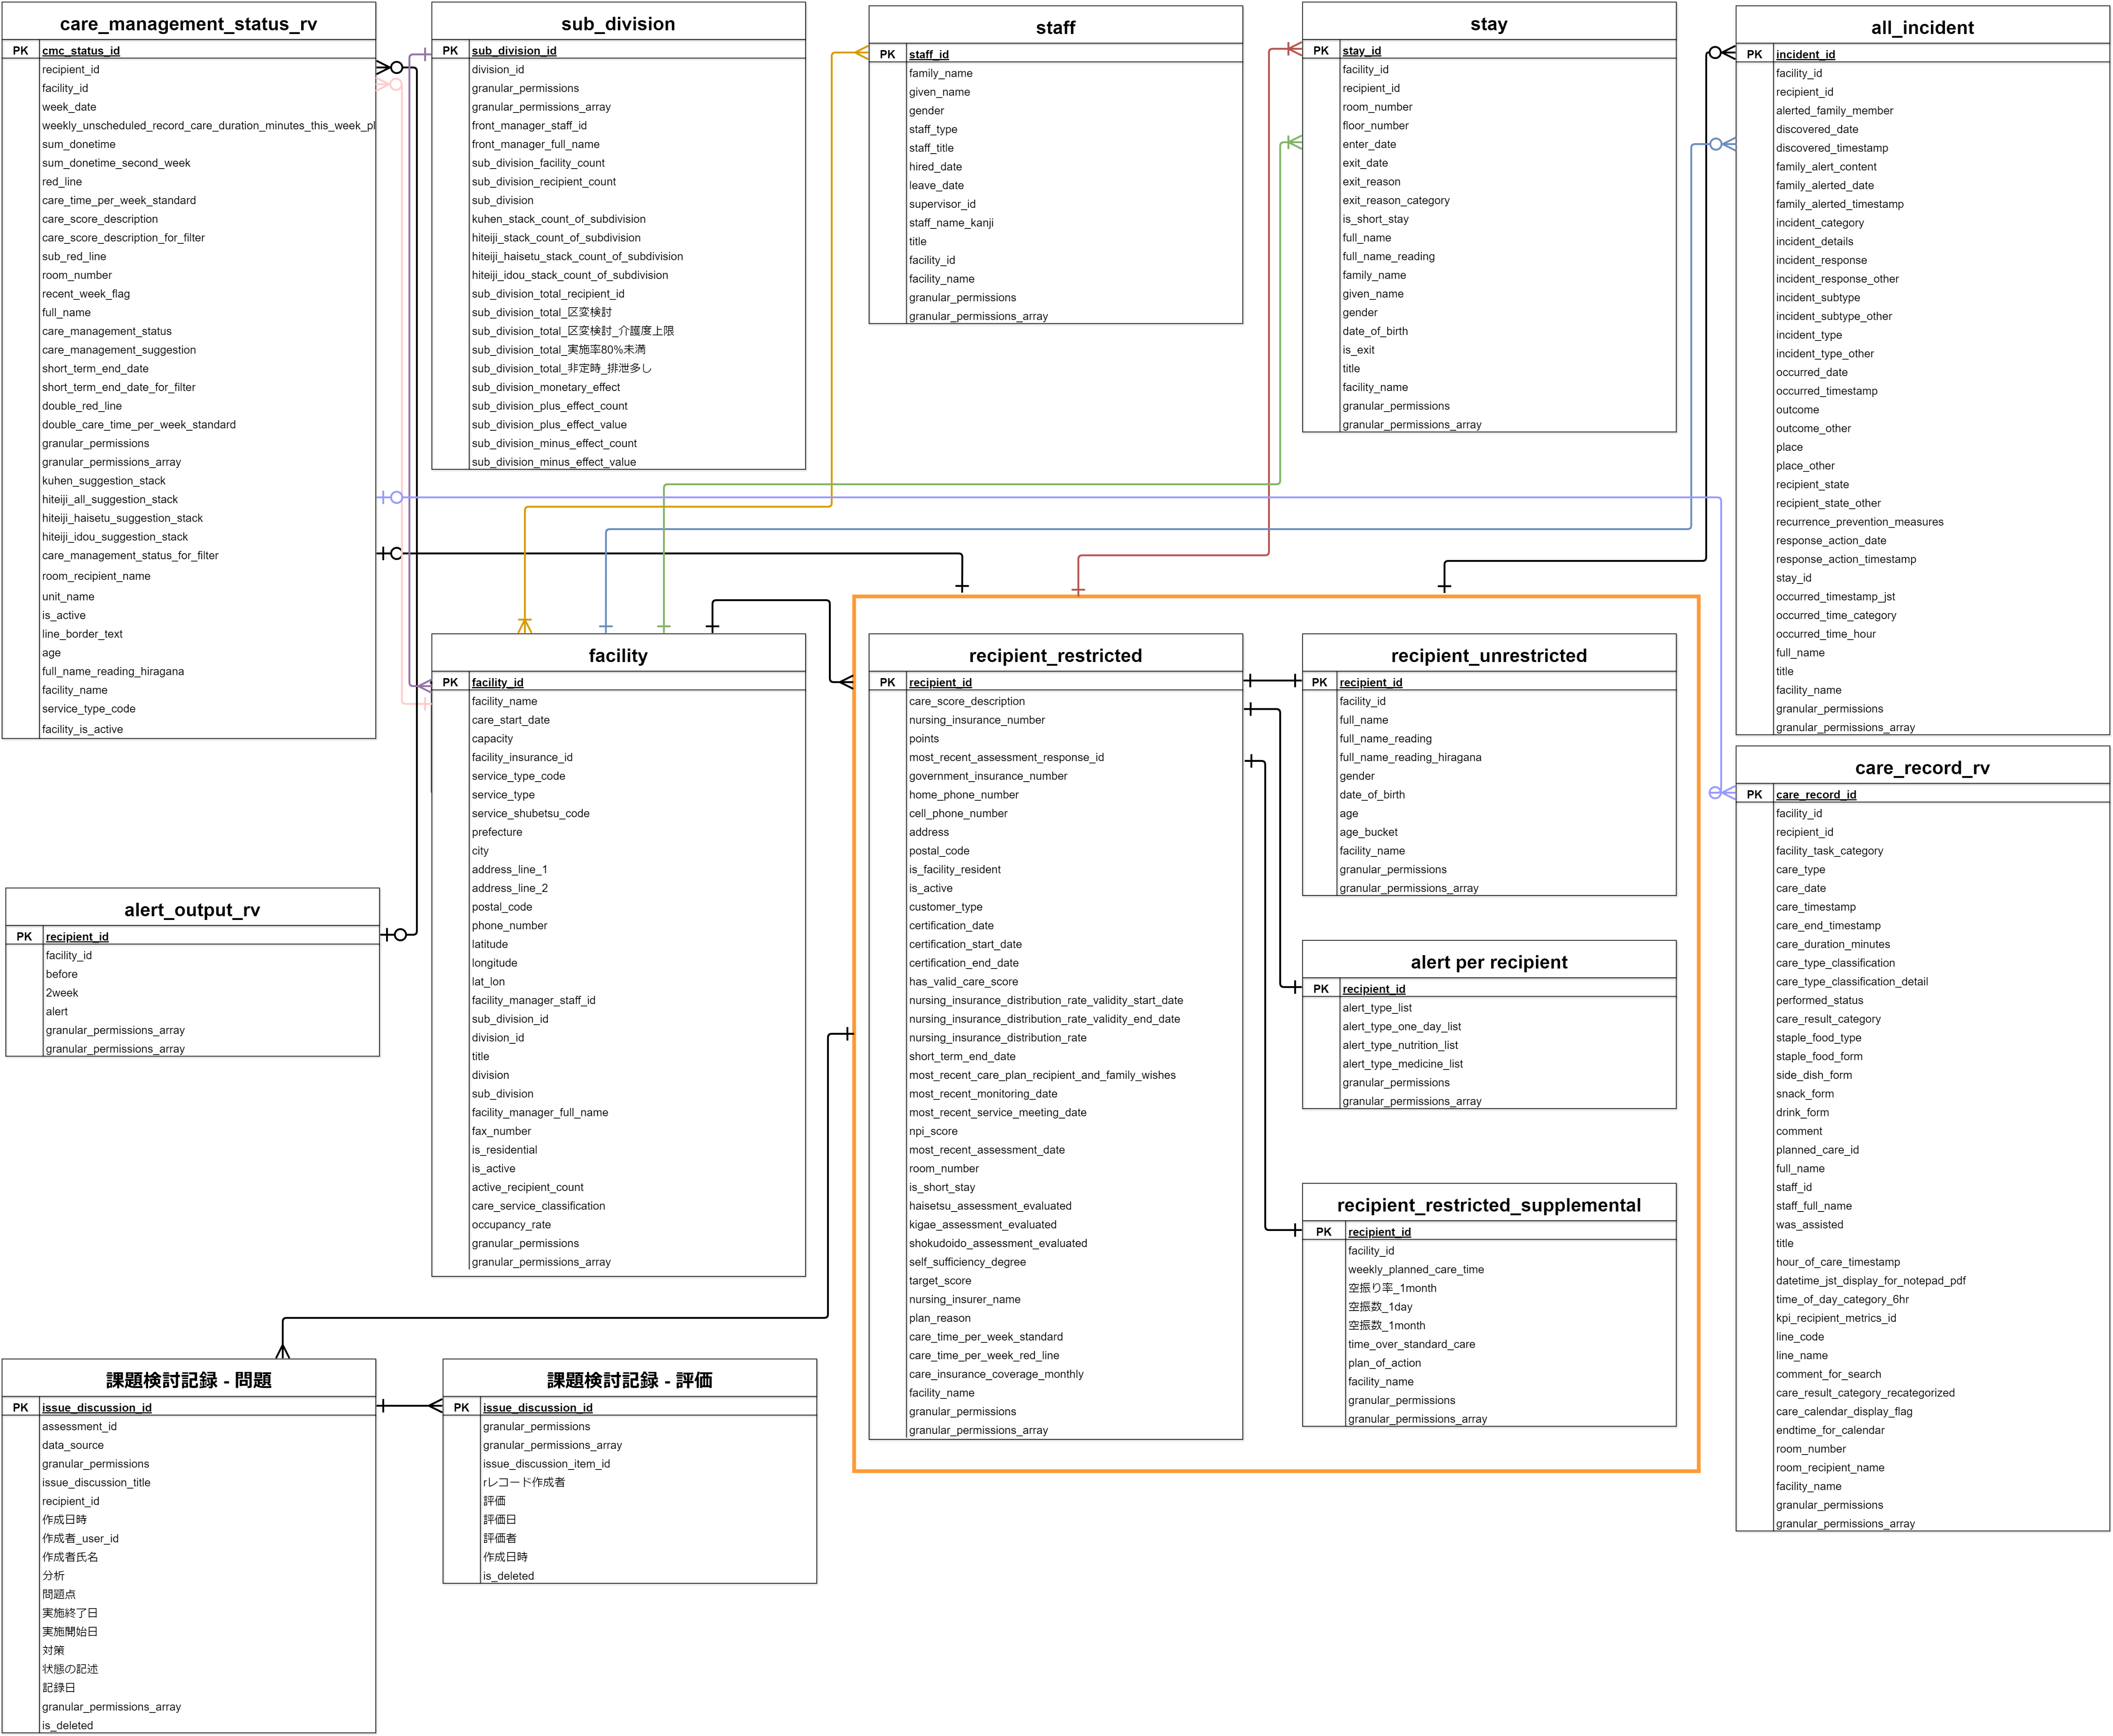 care_management_status_rv
PK cmc_status_id
recipient_id
facility_id
week_date
weekly_unscheduled_record_care_duration_minutes_this_week_pl
sum_donetime
sum_donetime_second_week
red_line
care_time_per_week_standard
care_score_description
care_score_description_for_filter
sub_red_line
room_number
recent_week_flag
full_name
care_management_status
care_management_suggestion
short_term_end_date
short_term_end_date_for_filter
double_red_line
double_care_time_per_week_standard
granular_permissions
granular_permissions_array
kuhen_suggestion_stack
hiteiji_all_suggestion_stack
hiteiji_haisetu_suggestion_stack
hiteiji_idou_suggestion_stack
care_management_status_for_filter
room_recipient_name
unit_name
is_active
line_border_text
age
full_name_reading_hiragana
facility_name
service_type_code
facility_is_active
sub_division
PK sub_division_id
division_id
granular_permissions
granular_permissions_array
front_manager_staff_id
front_manager_full_name
sub_division_facility_count
sub_division_recipient_count
sub_division
kuhen_stack_count_of_subdivision
hiteiji_stack_count_of_subdivision
hiteiji_haisetu_stack_count_of_subdivision
hiteiji_idou_stack_count_of_subdivision
sub_division_total_recipient_id
sub_division_total_区変検討
sub_division_total_区変検討_介護度上限
sub_division_total_実施率80%未満
sub_division_total_非定時_排泄多し
sub_division_monetary_effect
sub_division_plus_effect_count
sub_division_plus_effect_value
sub_division_minus_effect_count
sub_division_minus_effect_value
staff
PK staff_id
family_name
given_name
gender
staff_type
staff_title
hired_date
leave_date
supervisor_id
staff_name_kanji
title
facility_id
facility_name
granular_permissions
granular_permissions_array
stay
PK stay_id
facility_id
recipient_id
room_number
floor_number
enter_date
exit_date
exit_reason
exit_reason_category
is_short_stay
full_name
full_name_reading
family_name
given_name
gender
date_of_birth
is_exit
title
facility_name
granular_permissions
granular_permissions_array
all_incident
PK incident_id
facility_id
recipient_id
alerted_family_member
discovered_date
discovered_timestamp
family_alert_content
family_alerted_date
family_alerted_timestamp
incident_category
incident_details
incident_response
incident_response_other
incident_subtype
incident_subtype_other
incident_type
incident_type_other
occurred_date
occurred_timestamp
outcome
outcome_other
place
place_other
recipient_state
recipient_state_other
recurrence_prevention_measures
response_action_date
response_action_timestamp
stay_id
occurred_timestamp_jst
occurred_time_category
occurred_time_hour
full_name
title
facility_name
granular_permissions
granular_permissions_array
facility
PK facility_id
facility_name
care_start_date
capacity
facility_insurance_id
service_type_code
service_type
service_shubetsu_code
prefecture
city
address_line_1
address_line_2
postal_code
phone_number
latitude
longitude
lat_lon
facility_manager_staff_id
sub_division_id
division_id
title
division
sub_division
facility_manager_full_name
fax_number
is_residential
is_active
active_recipient_count
care_service_classification
occupancy_rate
granular_permissions
granular_permissions_array
recipient_restricted
PK recipient_id
care_score_description
nursing_insurance_number
points
most_recent_assessment_response_id
government_insurance_number
home_phone_number
cell_phone_number
address
postal_code
is_facility_resident
is_active
customer_type
certification_date
certification_start_date
certification_end_date
has_valid_care_score
nursing_insurance_distribution_rate_validity_start_date
nursing_insurance_distribution_rate_validity_end_date
nursing_insurance_distribution_rate
short_term_end_date
most_recent_care_plan_recipient_and_family_wishes
most_recent_monitoring_date
most_recent_service_meeting_date
npi_score
most_recent_assessment_date
room_number
is_short_stay
haisetsu_assessment_evaluated
kigae_assessment_evaluated
shokudoido_assessment_evaluated
self_sufficiency_degree
target_score
nursing_insurer_name
plan_reason
care_time_per_week_standard
care_time_per_week_red_line
care_insurance_coverage_monthly
facility_name
granular_permissions
granular_permissions_array
recipient_unrestricted
PK recipient_id
facility_id
full_name
full_name_reading
full_name_reading_hiragana
gender
date_of_birth
age
age_bucket
facility_name
granular_permissions
granular_permissions_array
alert per recipient
PK recipient_id
alert_type_list
alert_type_one_day_list
alert_type_nutrition_list
alert_type_medicine_list
granular_permissions
granular_permissions_array
recipient_restricted_supplemental
PK recipient_id
facility_id
weekly_planned_care_time
空振り率_1month
空振数_1day
空振数_1month
time_over_standard_care
plan_of_action
facility_name
granular_permissions
granular_permissions_array
care_record_rv
PK care_record_id
facility_id
recipient_id
facility_task_category
care_type
care_date
care_timestamp
care_end_timestamp
care_duration_minutes
care_type_classification
care_type_classification_detail
performed_status
care_result_category
staple_food_type
staple_food_form
side_dish_form
snack_form
drink_form
comment
planned_care_id
full_name
staff_id
staff_full_name
was_assisted
title
hour_of_care_timestamp
datetime_jst_display_for_notepad_pdf
time_of_day_category_6hr
kpi_recipient_metrics_id
line_code
line_name
comment_for_search
care_result_category_recategorized
care_calendar_display_flag
endtime_for_calendar
room_number
room_recipient_name
facility_name
granular_permissions
granular_permissions_array
alert_output_rv
PK recipient_id
facility_id
before
2week
alert
granular_permissions_array
granular_permissions_array
課題検討記録 - 問題
PK issue_discussion_id
assessment_id
data_source
granular_permissions
issue_discussion_title
recipient_id
作成日時
作成者_user_id
作成者氏名
分析
問題点
実施終了日
実施開始日
対策
状態の記述
記録日
granular_permissions_array
is_deleted
課題検討記録 - 評価
PK issue_discussion_id
granular_permissions
granular_permissions_array
issue_discussion_item_id
rレコード作成者
評価
評価日
評価者
作成日時
is_deleted